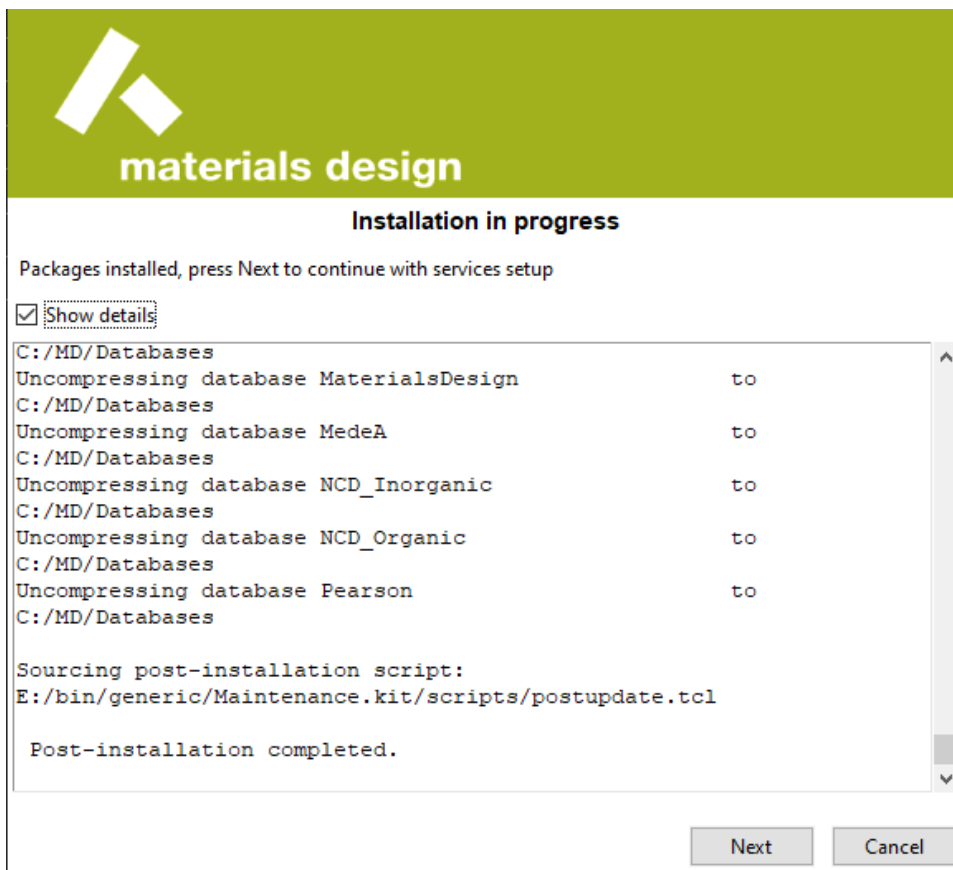 materials design
Installation in progress
Packages installed, press Next to continue with services setup
Show details
C:/MD/Databases
Uncompressing database MaterialsDesign to
C:/MD/Databases
Uncompressing database MedeA to
C:/MD/Databases
Uncompressing database NCD_Inorganic to
C:/MD/Databases
Uncompressing database NCD_Organic to
C:/MD/Databases
Uncompressing database Pearson to
C:/MD/Databases
Sourcing post-installation script:
E:/bin/generic/Maintenance.kit/scripts/postupdate.tcl
Post-installation completed.
Next Cancel